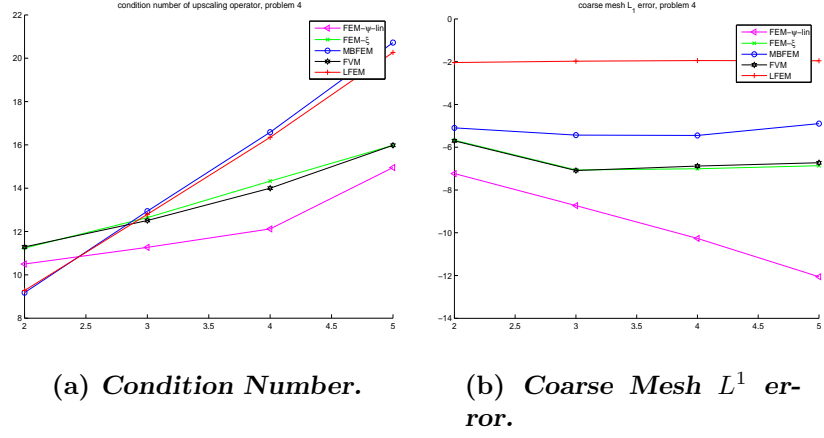 condition number of upscaling operator, problem 4
22
20
18
16
14
12
10
8
2
2.5
3
3.5
4
4.5
5
FEM-ψ-lin
FEM-ξ
MBFEM
FVM
LFEM
(a) Condition Number.
coarse mesh L₁ error, problem 4
0
−2
−4
−6
−8
−10
−12
−14
2
2.5
3
3.5
4
4.5
5
FEM-ψ-lin
FEM-ξ
MBFEM
FVM
LFEM
(b) Coarse Mesh L¹ er-
ror.